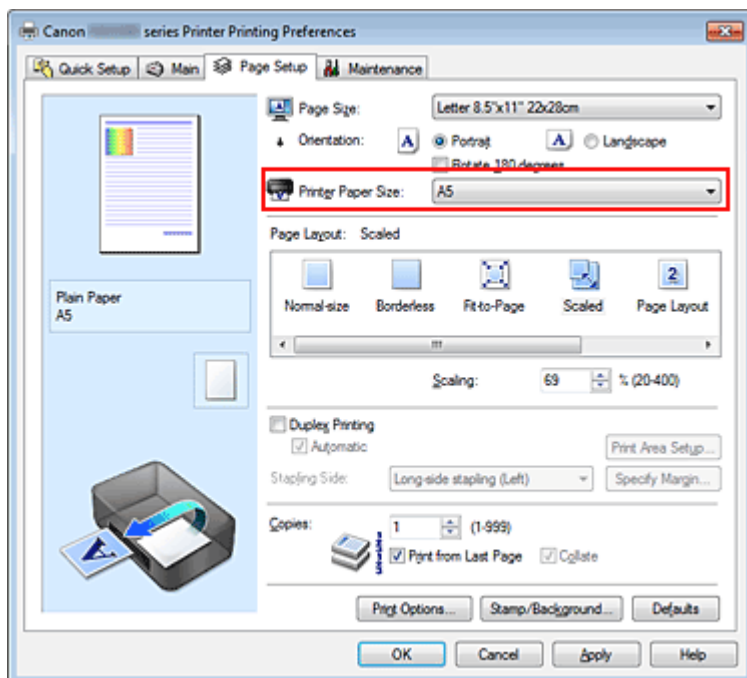 Canon series Printer Printing Preferences
Quick Setup Main Page Setup Maintenance
Page Size: Letter 8.5"x11" 22x28cm
Orientation: A Portrait A Landscape
Rotate 180 degrees
Printer Paper Size: A5
Page Layout: Scaled
Normal-size Borderless Fit-to-Page Scaled 2 Page Layout
Plain Paper
A5
Scaling: 69 % (20-400)
Duplex Printing
Automatic Print Area Setup...
Stapling Side: Long-side stapling (Left) Specify Margin...
Copies: 1 (1-999)
Print from Last Page Collate
A
Print Options... Stamp/Background... Defaults
OK Cancel Apply Help